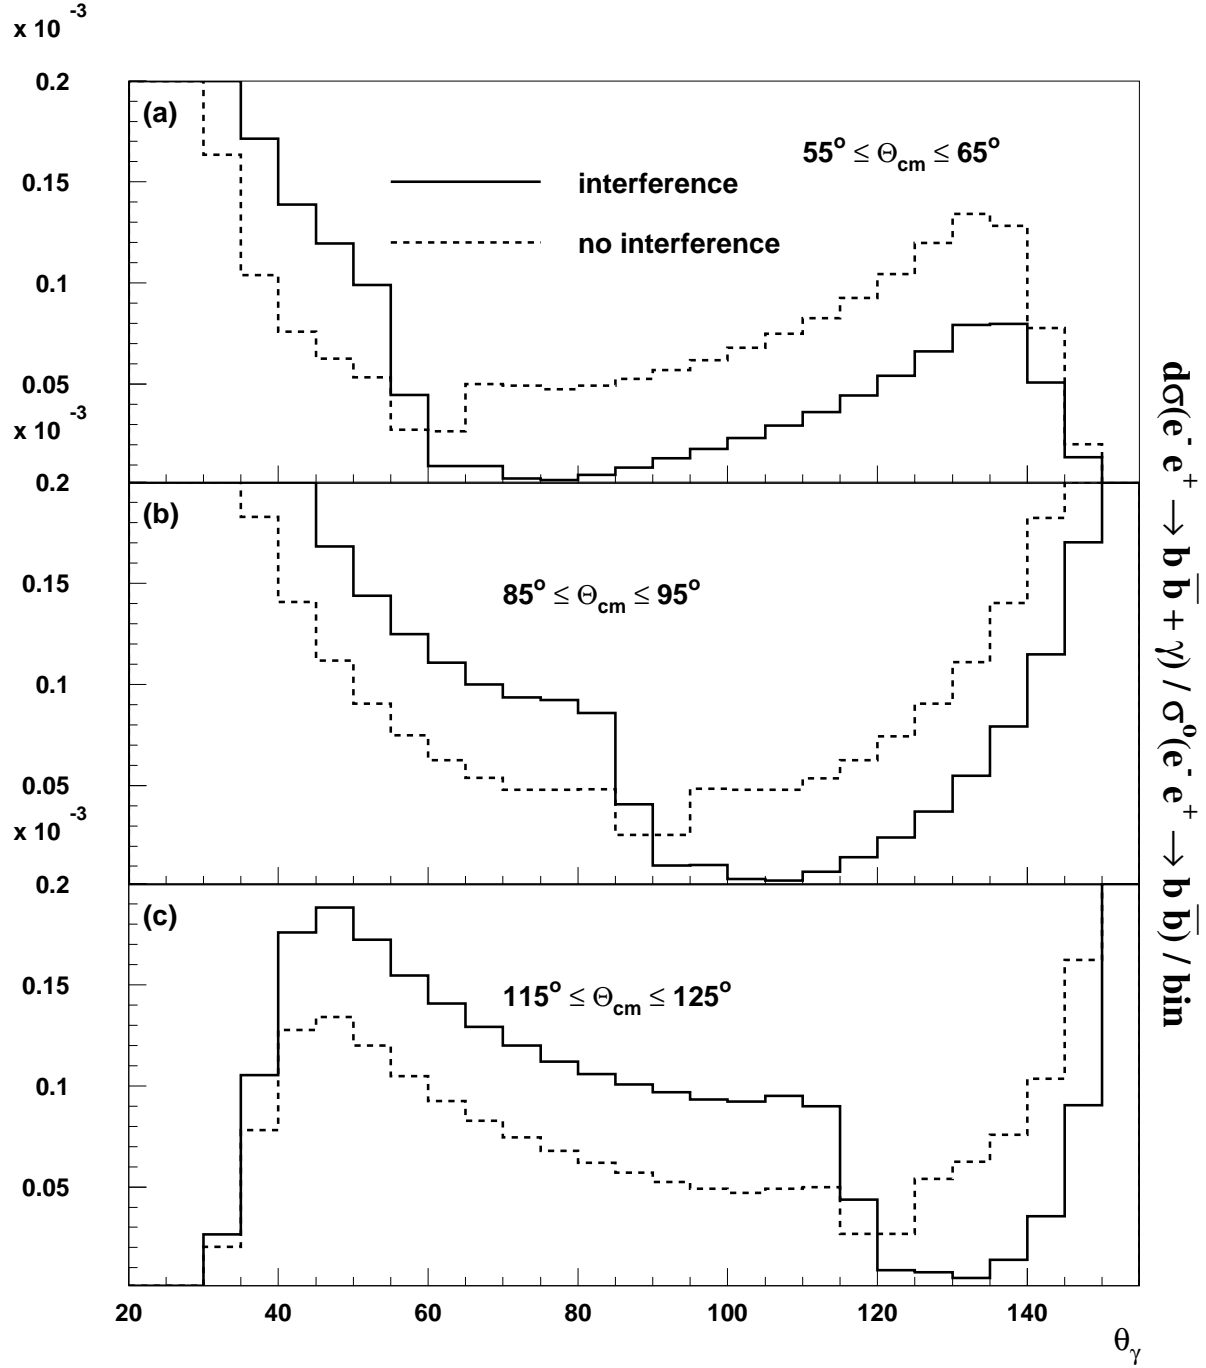 x 10 -3
0.2
(a)
55° ≤ Θcm ≤ 65°
0.15
interference
no interference
0.1
0.05
x 10 -3
0.2
(b)
0.15
85° ≤ Θcm ≤ 95°
0.1
0.05
x 10 -3
0.2
(c)
0.15
115° ≤ Θcm ≤ 125°
0.1
0.05
20 40 60 80 100 120 140
θγ
dσ(e- e+ → b b̅ + γ) / σ0(e- e+ → b b̅) / bin